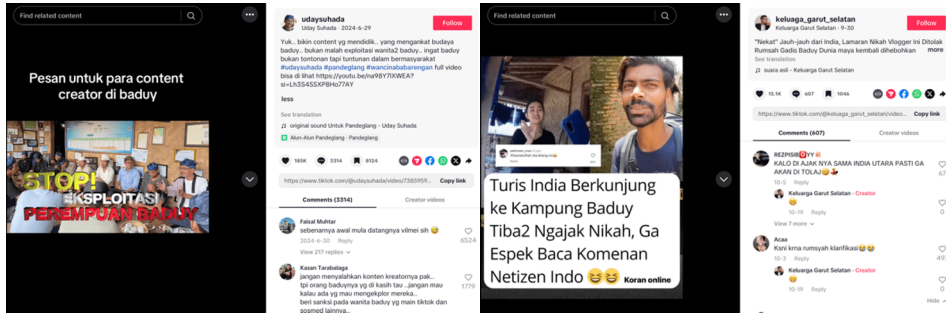 Find related content
Pesan untuk para content
creator di baduy
STOP!
EKSPLOITASI
PEREMPUAN BADUY
udaysuhada
Uday Suhada · 2024-6-29
Follow
Yuk.. bikin content yg mendidik... yang mengankat budaya
baduy.. bukan malah exploitasi wanita2 baduy.. ingat baduy
bukan tontonan tapi tuntunan dalam bermasyarakat
#udaysuhada #pandeglang #wancinababarengan full video
bisa di lihat https://youtu.be/na98Y7lXWEA?
si=Lh3S4S5XP8Ho77AY
less
See translation
original sound Untuk Pandeglang - Uday Suhada
Alun-Alun Pandeglang · Pandeglang
183K
3314
8124
https://www.tiktok.com/@udaysuhada/video/7385959...
Copy link
Comments (3314)
Creator videos
Faisal Muhtar
sebenarnya awal mula datangnya vilmei sih
2024-6-30 Reply
6524
View 217 replies
Kasan Tarabalaga
jangan menyalahkan konten kreatornya pak..
tpi orang baduynya yg di kasih tau ..jangan mau
kalau ada yg mau mengekplor mereka..
beri sanksi pada wanita baduy yg main tiktok dan
sosmed lainnya..
1779
Find related content
Turis India Berkunjung
ke Kampung Baduy
Tiba2 Ngajak Nikah, Ga
Espek Baca Komenan
Netizen Indo
Koran online
keluaga_garut_selatan
Keluarga Garut Selatan · 9-30
Follow
"Nekat" Jauh-jauh dari India, Lamaran Nikah Vlogger Ini Ditolak
Rumsah Gadis Baduy Dunia maya kembali dihebohkan
more
See translation
suara asli - Keluarga Garut Selatan
15.1K
607
1046
https://www.tiktok.com/@keluaga_garut_selatan/video...
Copy link
Comments (607)
Creator videos
REZPISIBDYY
KALO DI AJAK NYA SAMA INDIA UTARA PASTI GA
AKAN DI TOLAJ
10-5 Reply
67
Keluarga Garut Selatan · Creator
10-19 Reply
0
View 7 more
Acaa
Ksni krna rumsyah klarifikasi
10-3 Reply
Keluarga Garut Selatan · Creator
10-19 Reply
0
Hide